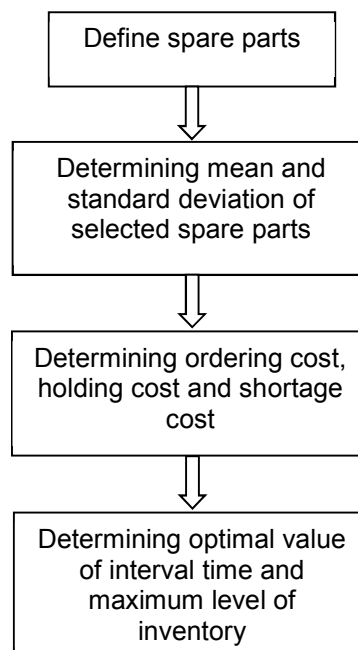 Define spare parts
Determining mean and
standard deviation of
selected spare parts
Determining ordering cost,
holding cost and shortage
cost
Determining optimal value
of interval time and
maximum level of
inventory